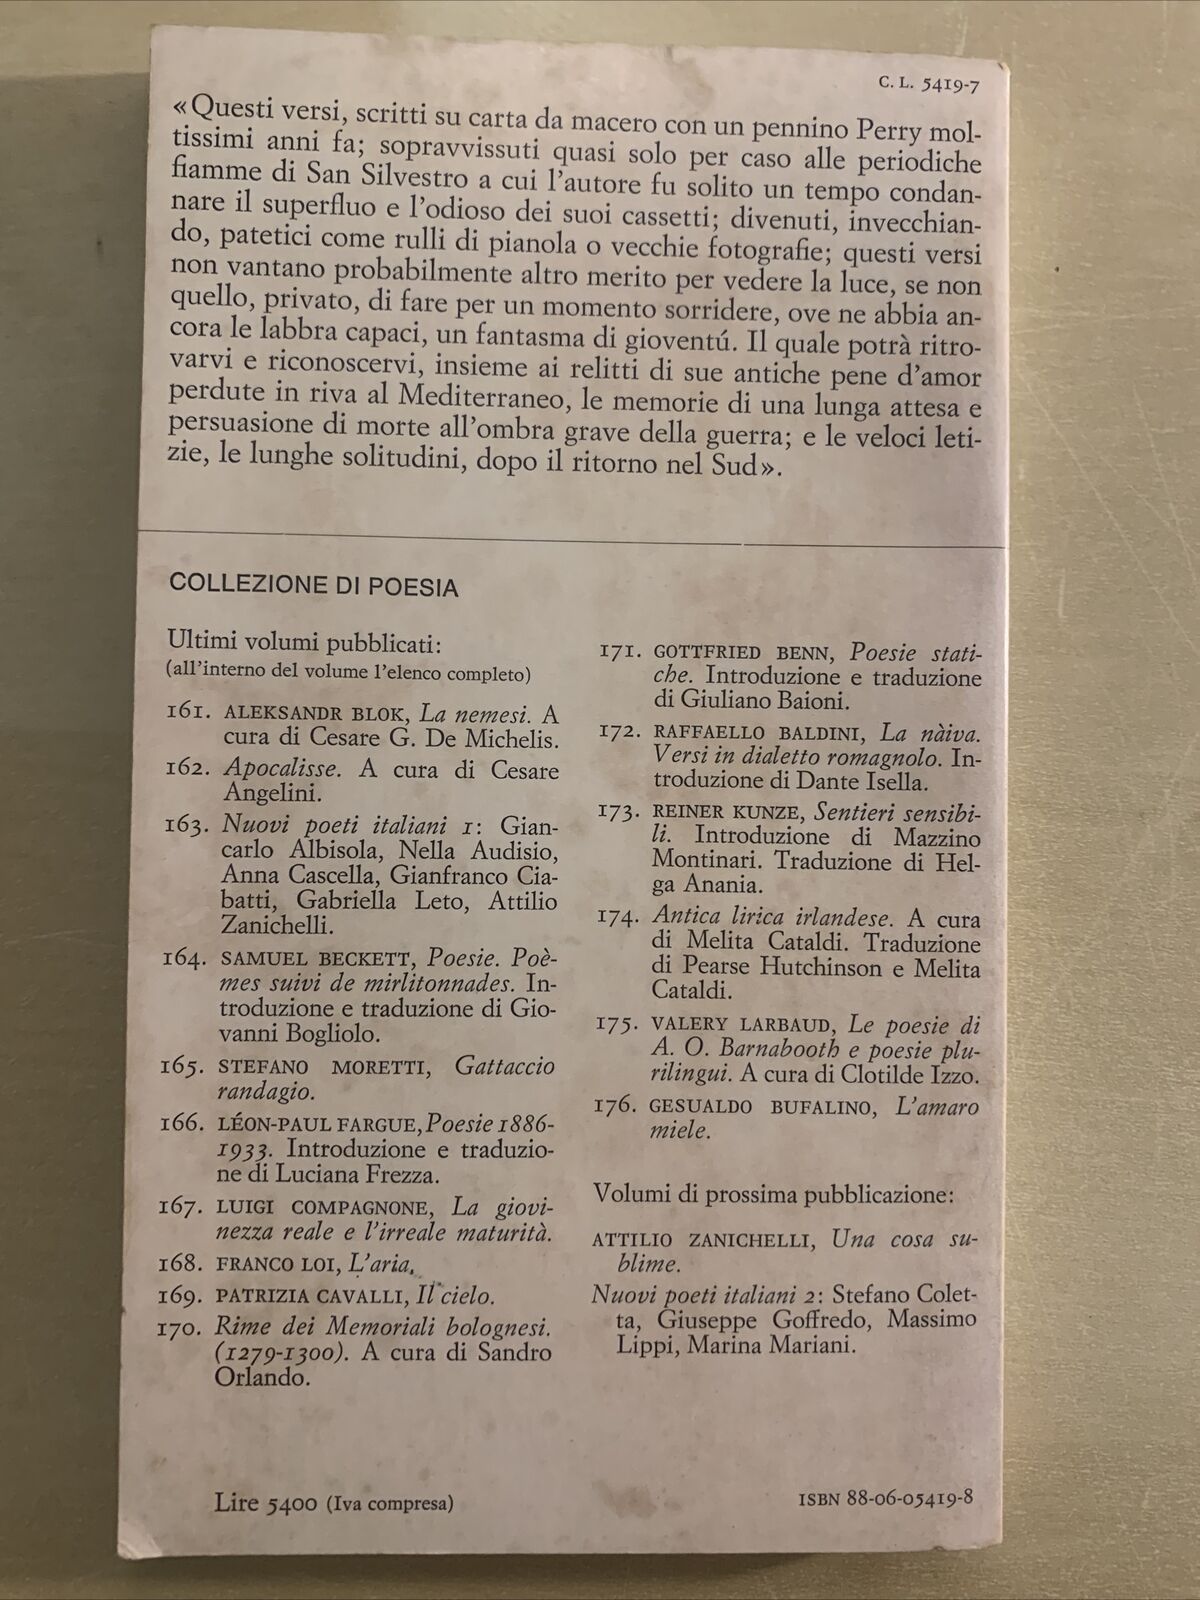 C. L. 5419-7
«Questi versi, scritti su carta da macero con un pennino Perry mol-
tissimi anni fa; sopravvissuti quasi solo per caso alle periodiche
fiamme di San Silvestro a cui l'autore fu solito un tempo condan-
nare il superfluo e l'odioso dei suoi cassetti; divenuti, invecchian-
do, patetici come rulli di pianola o vecchie fotografie; questi versi
non vantano probabilmente altro merito per vedere la luce, se non
quello, privato, di fare per un momento sorridere, ove ne abbia an-
cora le labbra capaci, un fantasma di gioventú. Il quale potrà ritro-
varvi e riconoscervi, insieme ai relitti di sue antiche pene d'amor
perdute in riva al Mediterraneo, le memorie di una lunga attesa e
persuasione di morte all'ombra grave della guerra; e le veloci leti-
zie, le lunghe solitudini, dopo il ritorno nel Sud».
COLLEZIONE DI POESIA
Ultimi volumi pubblicati:
(all'interno del volume l'elenco completo)
161. ALEKSANDR BLOK, La nemesi. A
cura di Cesare G. De Michelis.
162. Apocalisse. A cura di Cesare
Angelini.
163. Nuovi poeti italiani 1: Gian-
carlo Albisola, Nella Audisio,
Anna Cascella, Gianfranco Cia-
batti, Gabriella Leto, Attilio
Zanichelli.
164. SAMUEL BECKETT, Poesie. Poè-
mes suivi de mirlitonnades. In-
troduzione e traduzione di Gio-
vanni Bogliolo.
165. STEFANO MORETTI, Gattaccio
randagio.
166. LÉON-PAUL FARGUE, Poesie 1886-
1933. Introduzione e traduzio-
ne di Luciana Frezza.
167. LUIGI COMPAGNONE, La giovi-
nezza reale e l'irreale maturità.
168. FRANCO LOI, L'aria.
169. PATRIZIA CAVALLI, Il cielo.
170. Rime dei Memoriali bolognesi.
(1279-1300). A cura di Sandro
Orlando.
171. GOTTFRIED BENN, Poesie stati-
che. Introduzione e traduzione
di Giuliano Baioni.
172. RAFFAELLO BALDINI, La nàiva.
Versi in dialetto romagnolo. In-
troduzione di Dante Isella.
173. REINER KUNZE, Sentieri sensibi-
li. Introduzione di Mazzino
Montinari. Traduzione di Hel-
ga Anania.
174. Antica lirica irlandese. A cura
di Melita Cataldi. Traduzione
di Pearse Hutchinson e Melita
Cataldi.
175. VALERY LARBAUD, Le poesie di
A. O. Barnabooth e poesie plu-
rilingui. A cura di Clotilde Izzo.
176. GESUALDO BUFALINO, L'amaro
miele.
Volumi di prossima pubblicazione:
ATTILIO ZANICHELLI, Una cosa su-
blime.
Nuovi poeti italiani 2: Stefano Colet-
ta, Giuseppe Goffredo, Massimo
Lippi, Marina Mariani.
Lire 5400 (Iva compresa)
ISBN 88-06-05419-8